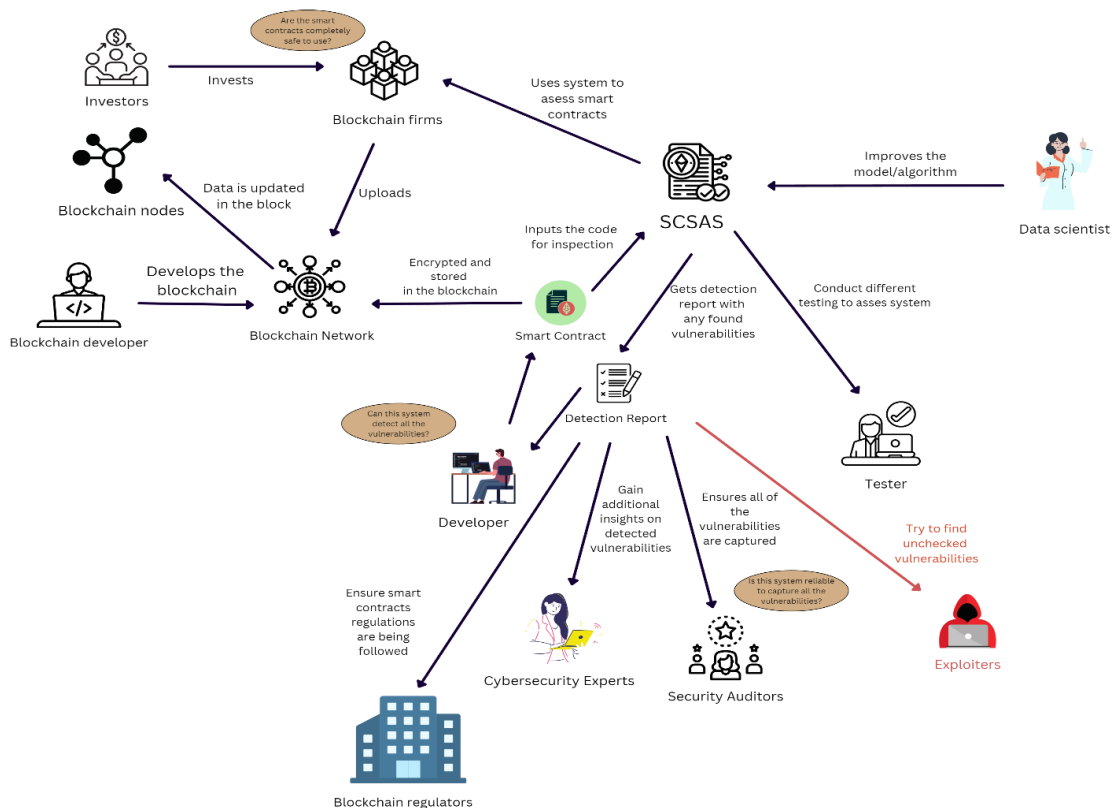 Are the smart
contracts completely
safe to use?
Investors
Invests
Blockchain firms
Uses system to
asess smart
contracts
Blockchain nodes
Data is updated
in the block
Uploads
Improves the
model/algorithm
Data scientist
SCSAS
Inputs the code
for inspection
Develops the
blockchain
Blockchain developer
Blockchain Network
Encrypted and
stored
in the blockchain
Smart Contract
Gets detection
report with
any found
vulnerabilities
Conduct different
testing to asses system
Can this system
detect all the
vulnerabilities?
Detection Report
Developer
Tester
Gain
additional
insights on
detected
vulnerabilities
Ensures all of
the
vulnerabilities
are captured
Try to find
unchecked
vulnerabilities
Is this system reliable
to capture all the
vulnerabilities?
Ensure smart
contracts
regulations
are being
followed
Cybersecurity Experts
Security Auditors
Exploiters
Blockchain regulators